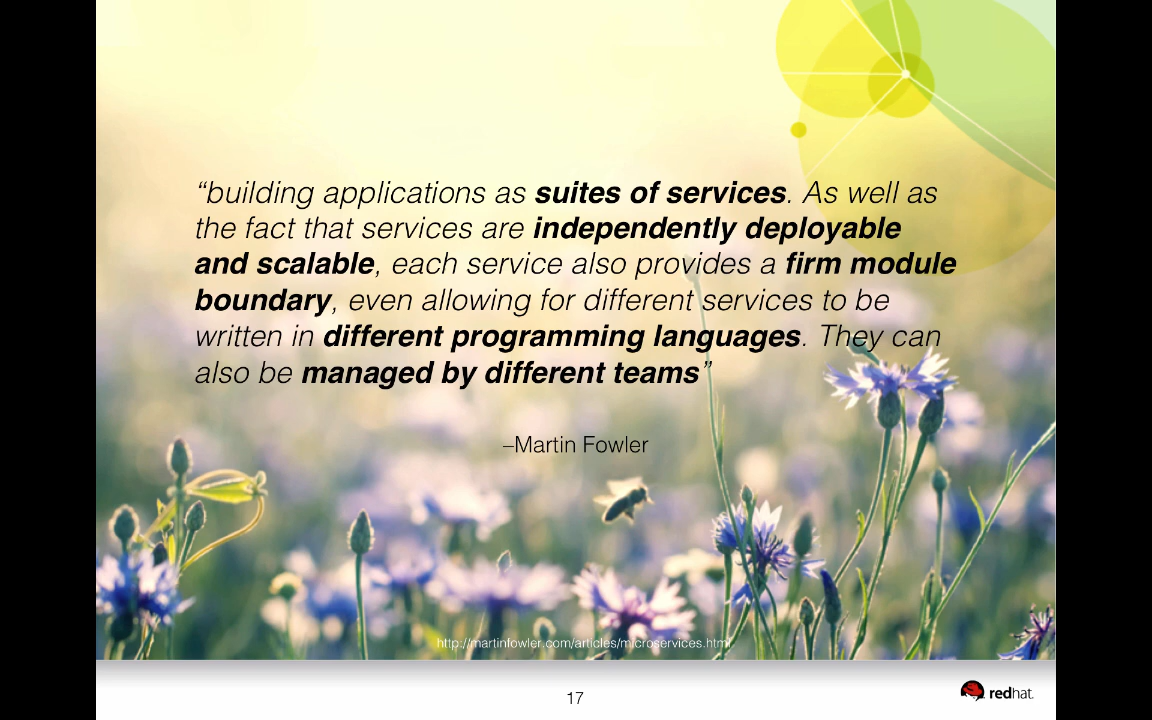 “building applications as suites of services. As well as
the fact that services are independently deployable
and scalable, each service also provides a firm module
boundary, even allowing for different services to be
written in different programming languages. They can
also be managed by different teams”
–Martin Fowler
http://martinfowler.com/articles/microservices.html
17
redhat.